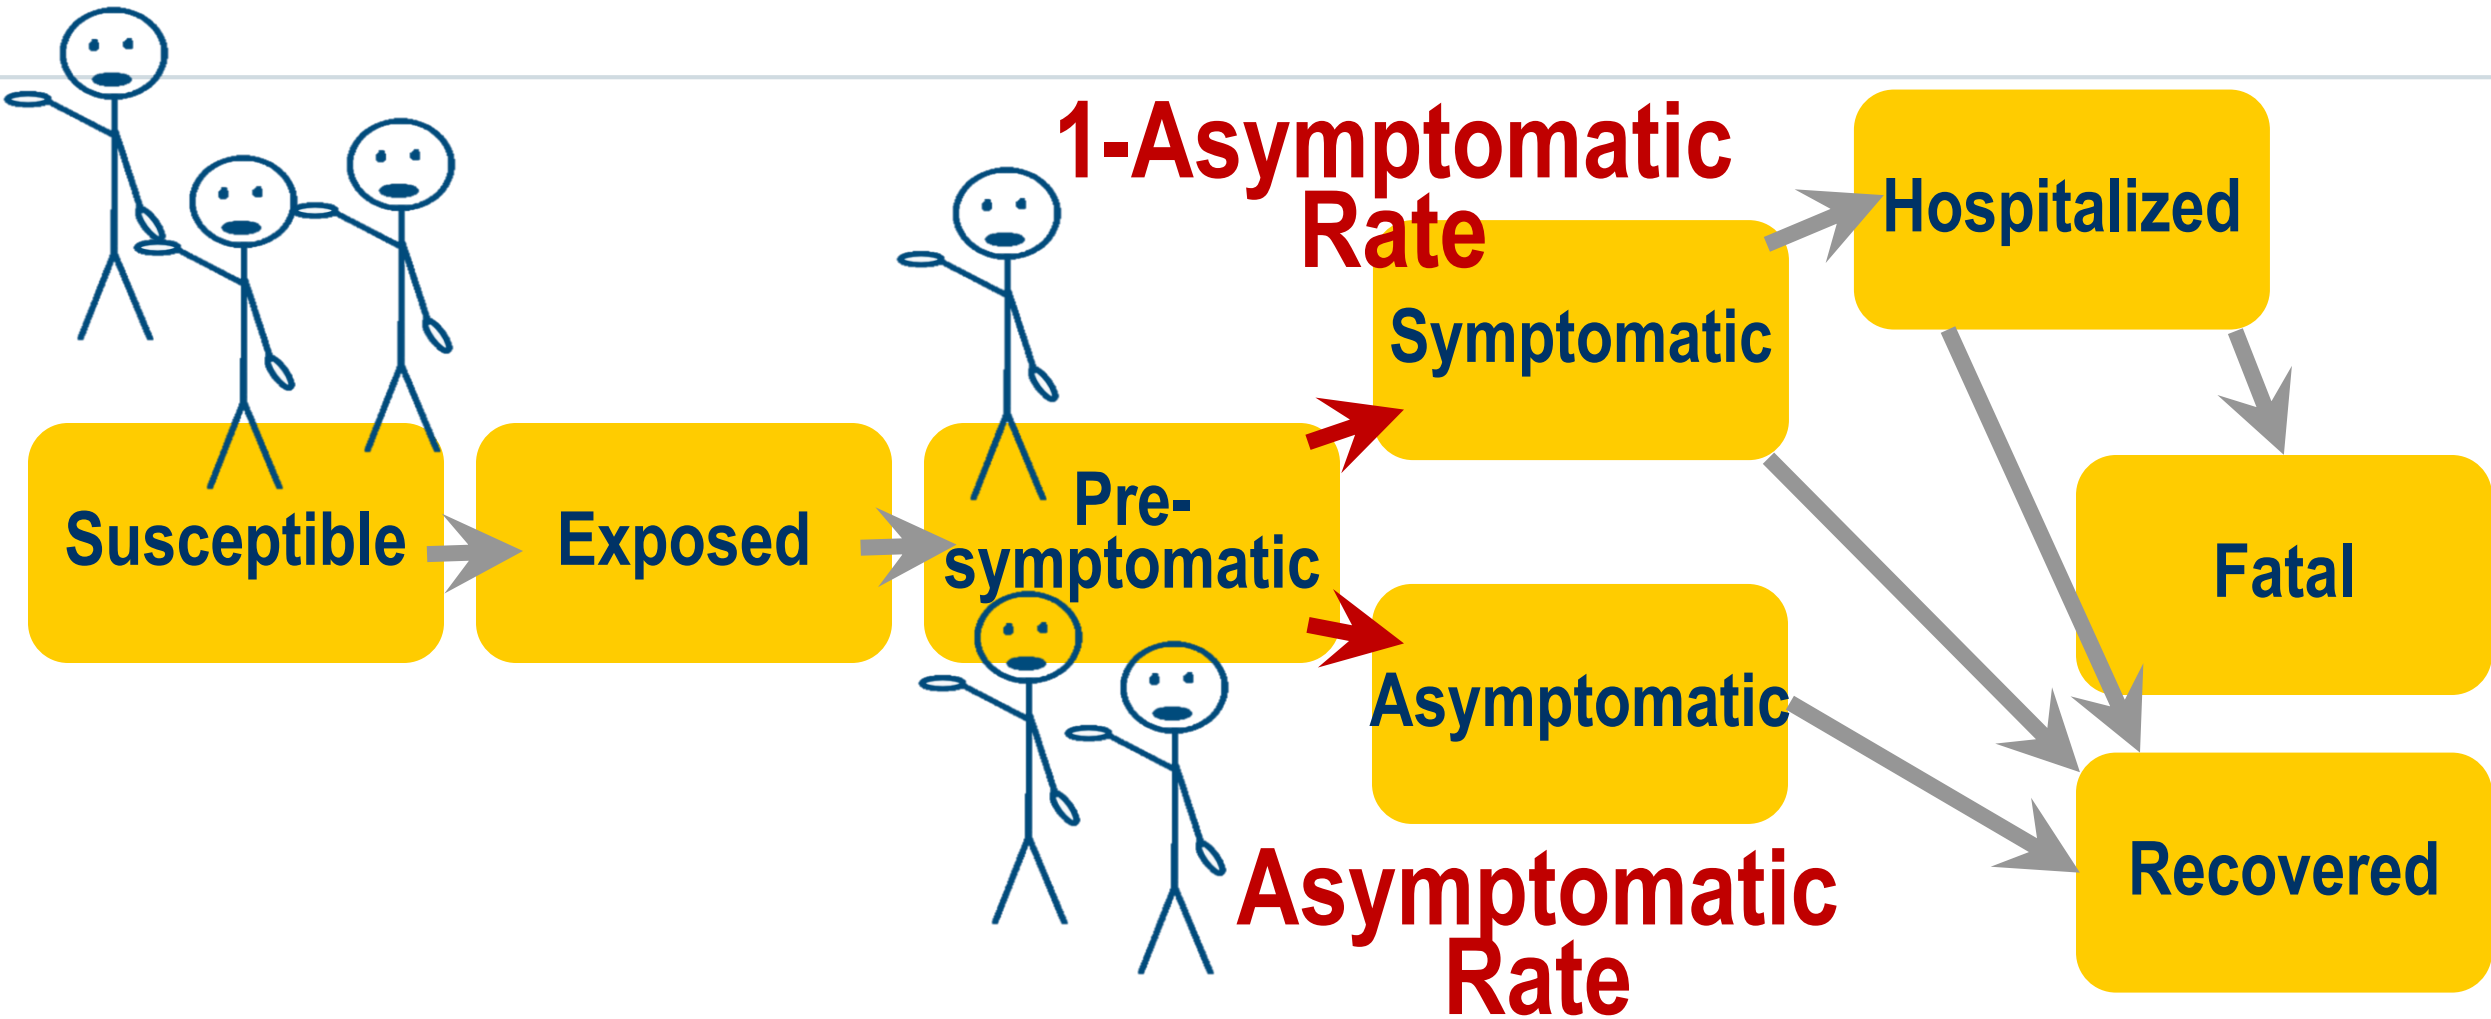 1-Asymptomatic
Rate
Hospitalized
Symptomatic
Susceptible
Exposed
Pre-
symptomatic
Fatal
Asymptomatic
Recovered
Asymptomatic
Rate